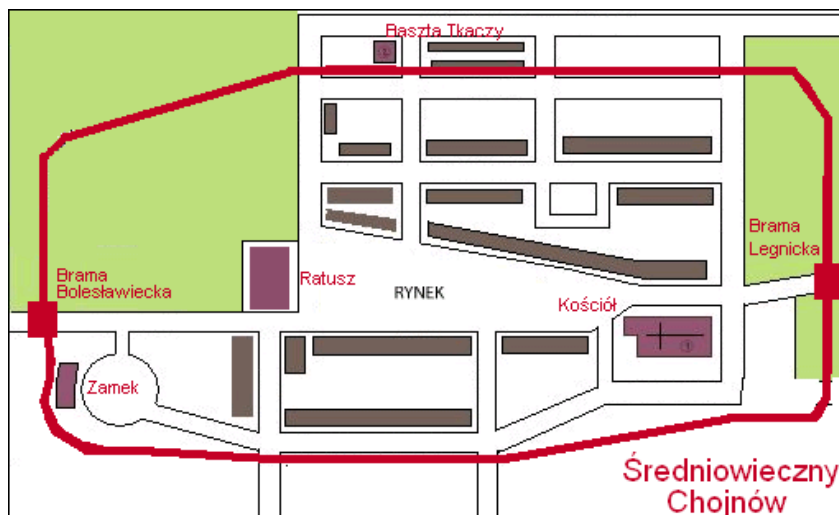 Baszta Tkaczy
Brama
Legnicka
Brama
Bolesławiecka
Ratusz
RYNEK
Kościół
Zamek
Średniowieczny
Chojnów